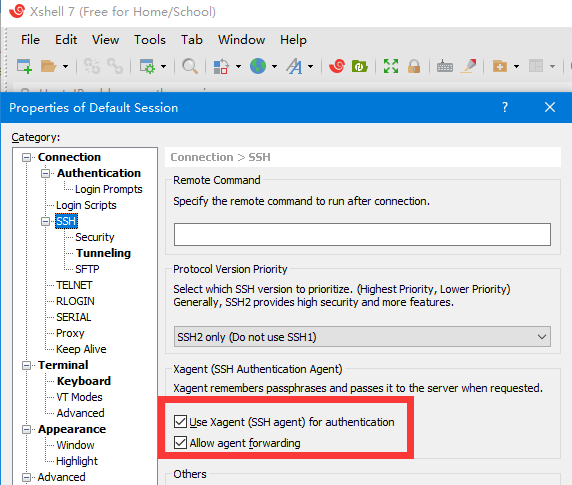 Xshell 7 (Free for Home/School)
File Edit View Tools Tab Window Help
Properties of Default Session ? ×
Category:
Connection
Authentication
Login Prompts
Login Scripts
SSH
Security
Tunneling
SFTP
TELNET
RLOGIN
SERIAL
Proxy
Keep Alive
Terminal
Keyboard
VT Modes
Advanced
Appearance
Window
Highlight
Advanced
Connection > SSH
Remote Command
Specify the remote command to run after connection.
Protocol Version Priority
Select which SSH version to prioritize. (Highest Priority, Lower Priority)
Generally, SSH2 provides high security and more features.
SSH2 only (Do not use SSH1)
Xagent (SSH Authentication Agent)
Xagent remembers passphrases and passes it to the server when requested.
Use Xagent (SSH agent) for authentication
Allow agent forwarding
Others